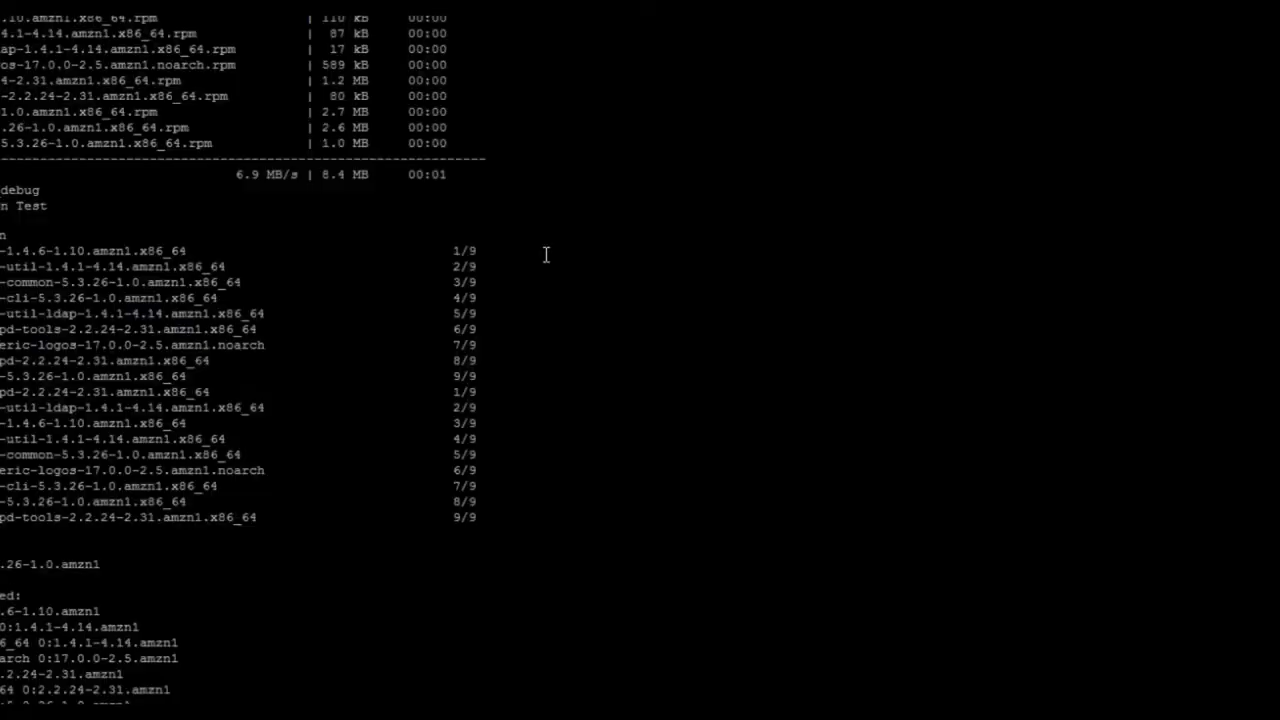 .10.amzn1.x86_64.rpm | 110 kB 00:00
4.1-4.14.amzn1.x86_64.rpm | 87 kB 00:00
ap-1.4.1-4.14.amzn1.x86_64.rpm | 17 kB 00:00
os-17.0.0-2.5.amzn1.noarch.rpm | 589 kB 00:00
4-2.31.amzn1.x86_64.rpm | 1.2 MB 00:00
-2.2.24-2.31.amzn1.x86_64.rpm | 80 kB 00:00
1.0.amzn1.x86_64.rpm | 2.7 MB 00:00
.26-1.0.amzn1.x86_64.rpm | 2.6 MB 00:00
5.3.26-1.0.amzn1.x86_64.rpm | 1.0 MB 00:00
--------------------------------------------------------------
6.9 MB/s | 8.4 MB 00:01
_debug
n Test
n
-1.4.6-1.10.amzn1.x86_64 1/9
-util-1.4.1-4.14.amzn1.x86_64 2/9
-common-5.3.26-1.0.amzn1.x86_64 3/9
-cli-5.3.26-1.0.amzn1.x86_64 4/9
-util-ldap-1.4.1-4.14.amzn1.x86_64 5/9
pd-tools-2.2.24-2.31.amzn1.x86_64 6/9
eric-logos-17.0.0-2.5.amzn1.noarch 7/9
pd-2.2.24-2.31.amzn1.x86_64 8/9
-5.3.26-1.0.amzn1.x86_64 9/9
pd-2.2.24-2.31.amzn1.x86_64 1/9
-util-ldap-1.4.1-4.14.amzn1.x86_64 2/9
-1.4.6-1.10.amzn1.x86_64 3/9
-util-1.4.1-4.14.amzn1.x86_64 4/9
-common-5.3.26-1.0.amzn1.x86_64 5/9
eric-logos-17.0.0-2.5.amzn1.noarch 6/9
-cli-5.3.26-1.0.amzn1.x86_64 7/9
-5.3.26-1.0.amzn1.x86_64 8/9
pd-tools-2.2.24-2.31.amzn1.x86_64 9/9
.26-1.0.amzn1
ed:
.6-1.10.amzn1
0:1.4.1-4.14.amzn1
6_64 0:1.4.1-4.14.amzn1
arch 0:17.0.0-2.5.amzn1
.2.24-2.31.amzn1
64 0:2.2.24-2.31.amzn1